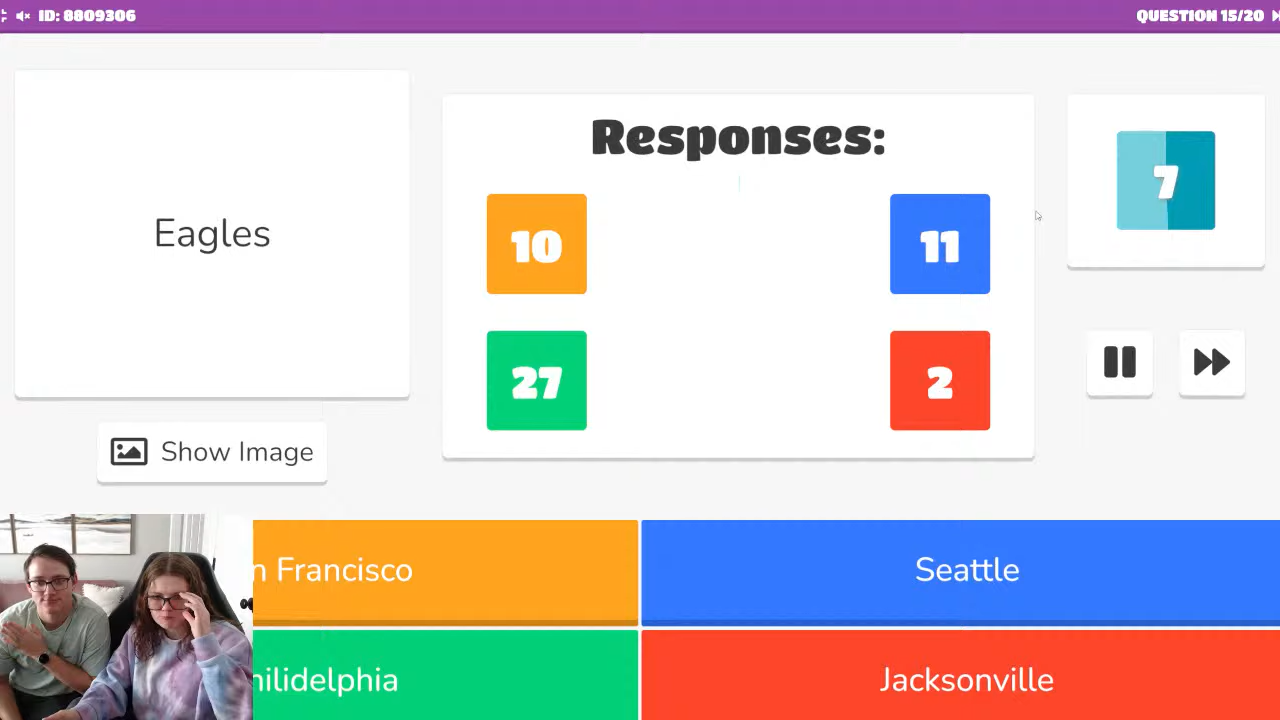 ID: 8809306
QUESTION 15/20
Eagles
Show Image
Responses:
10
11
27
2
7
n Francisco
Seattle
hilidelphia
Jacksonville